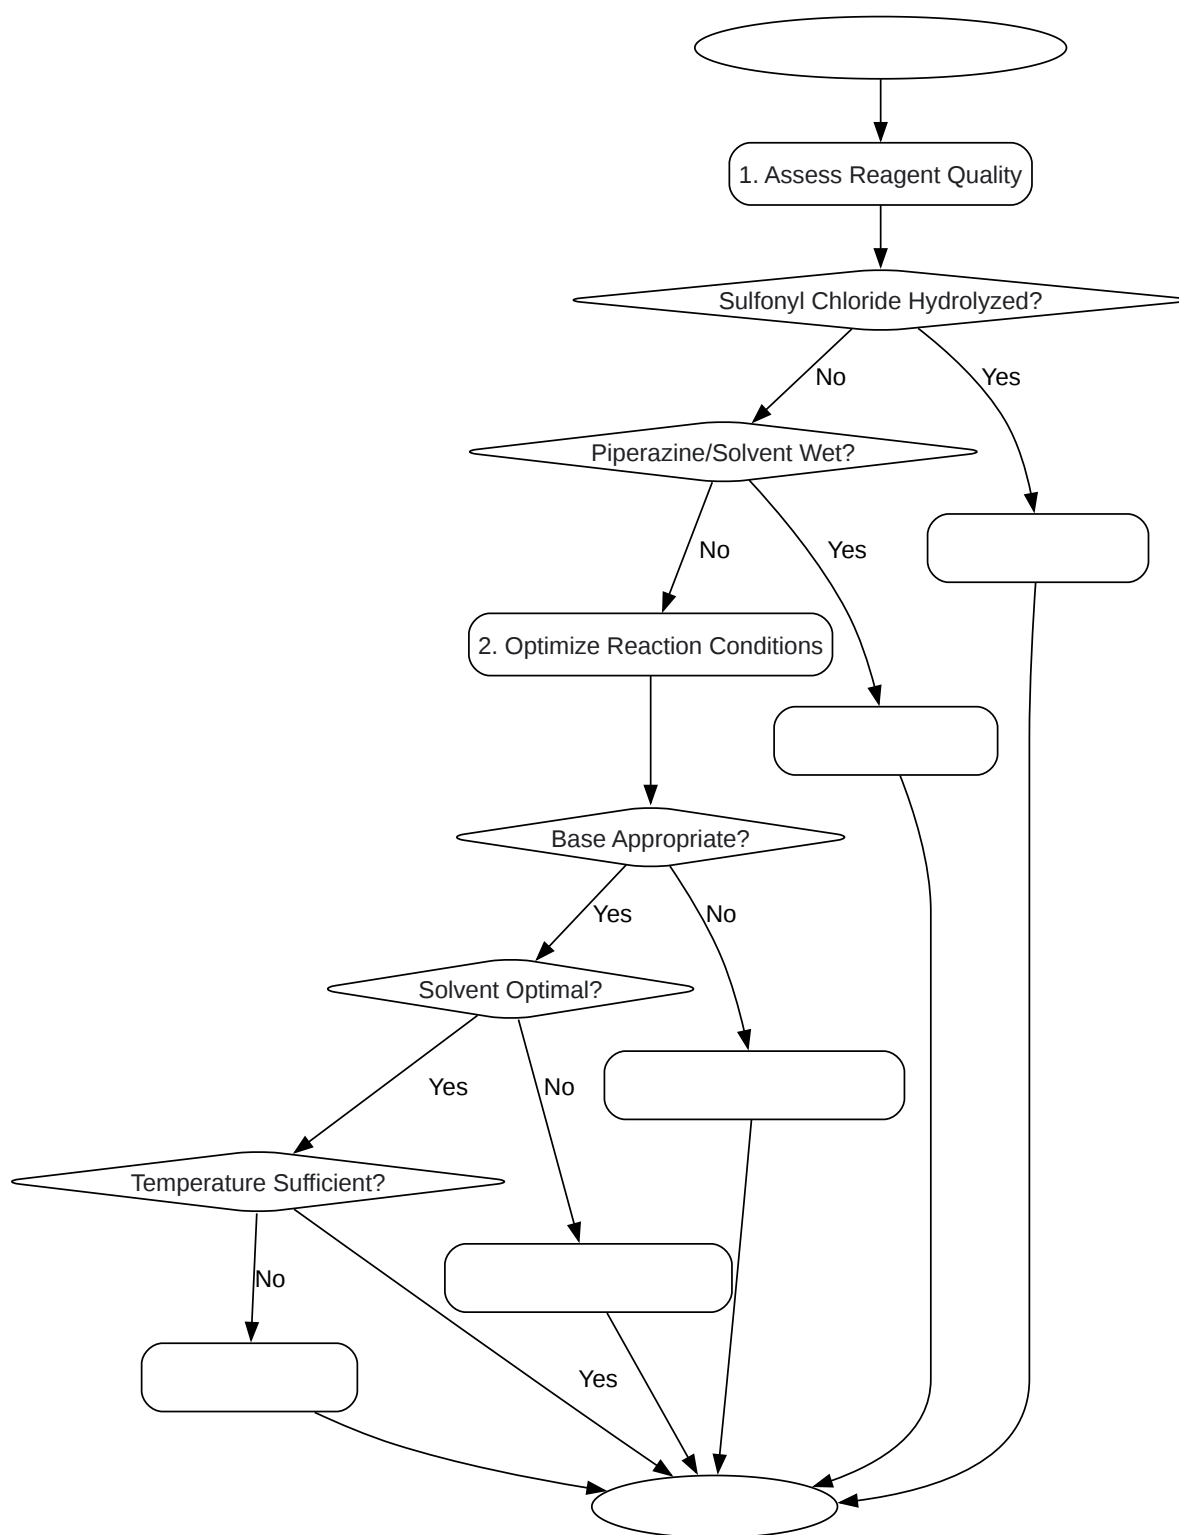 1. Assess Reagent Quality
Sulfonyl Chloride Hydrolyzed?
No
Yes
Piperazine/Solvent Wet?
No
Yes
2. Optimize Reaction Conditions
Base Appropriate?
Yes
No
Solvent Optimal?
Yes
No
Temperature Sufficient?
No
Yes